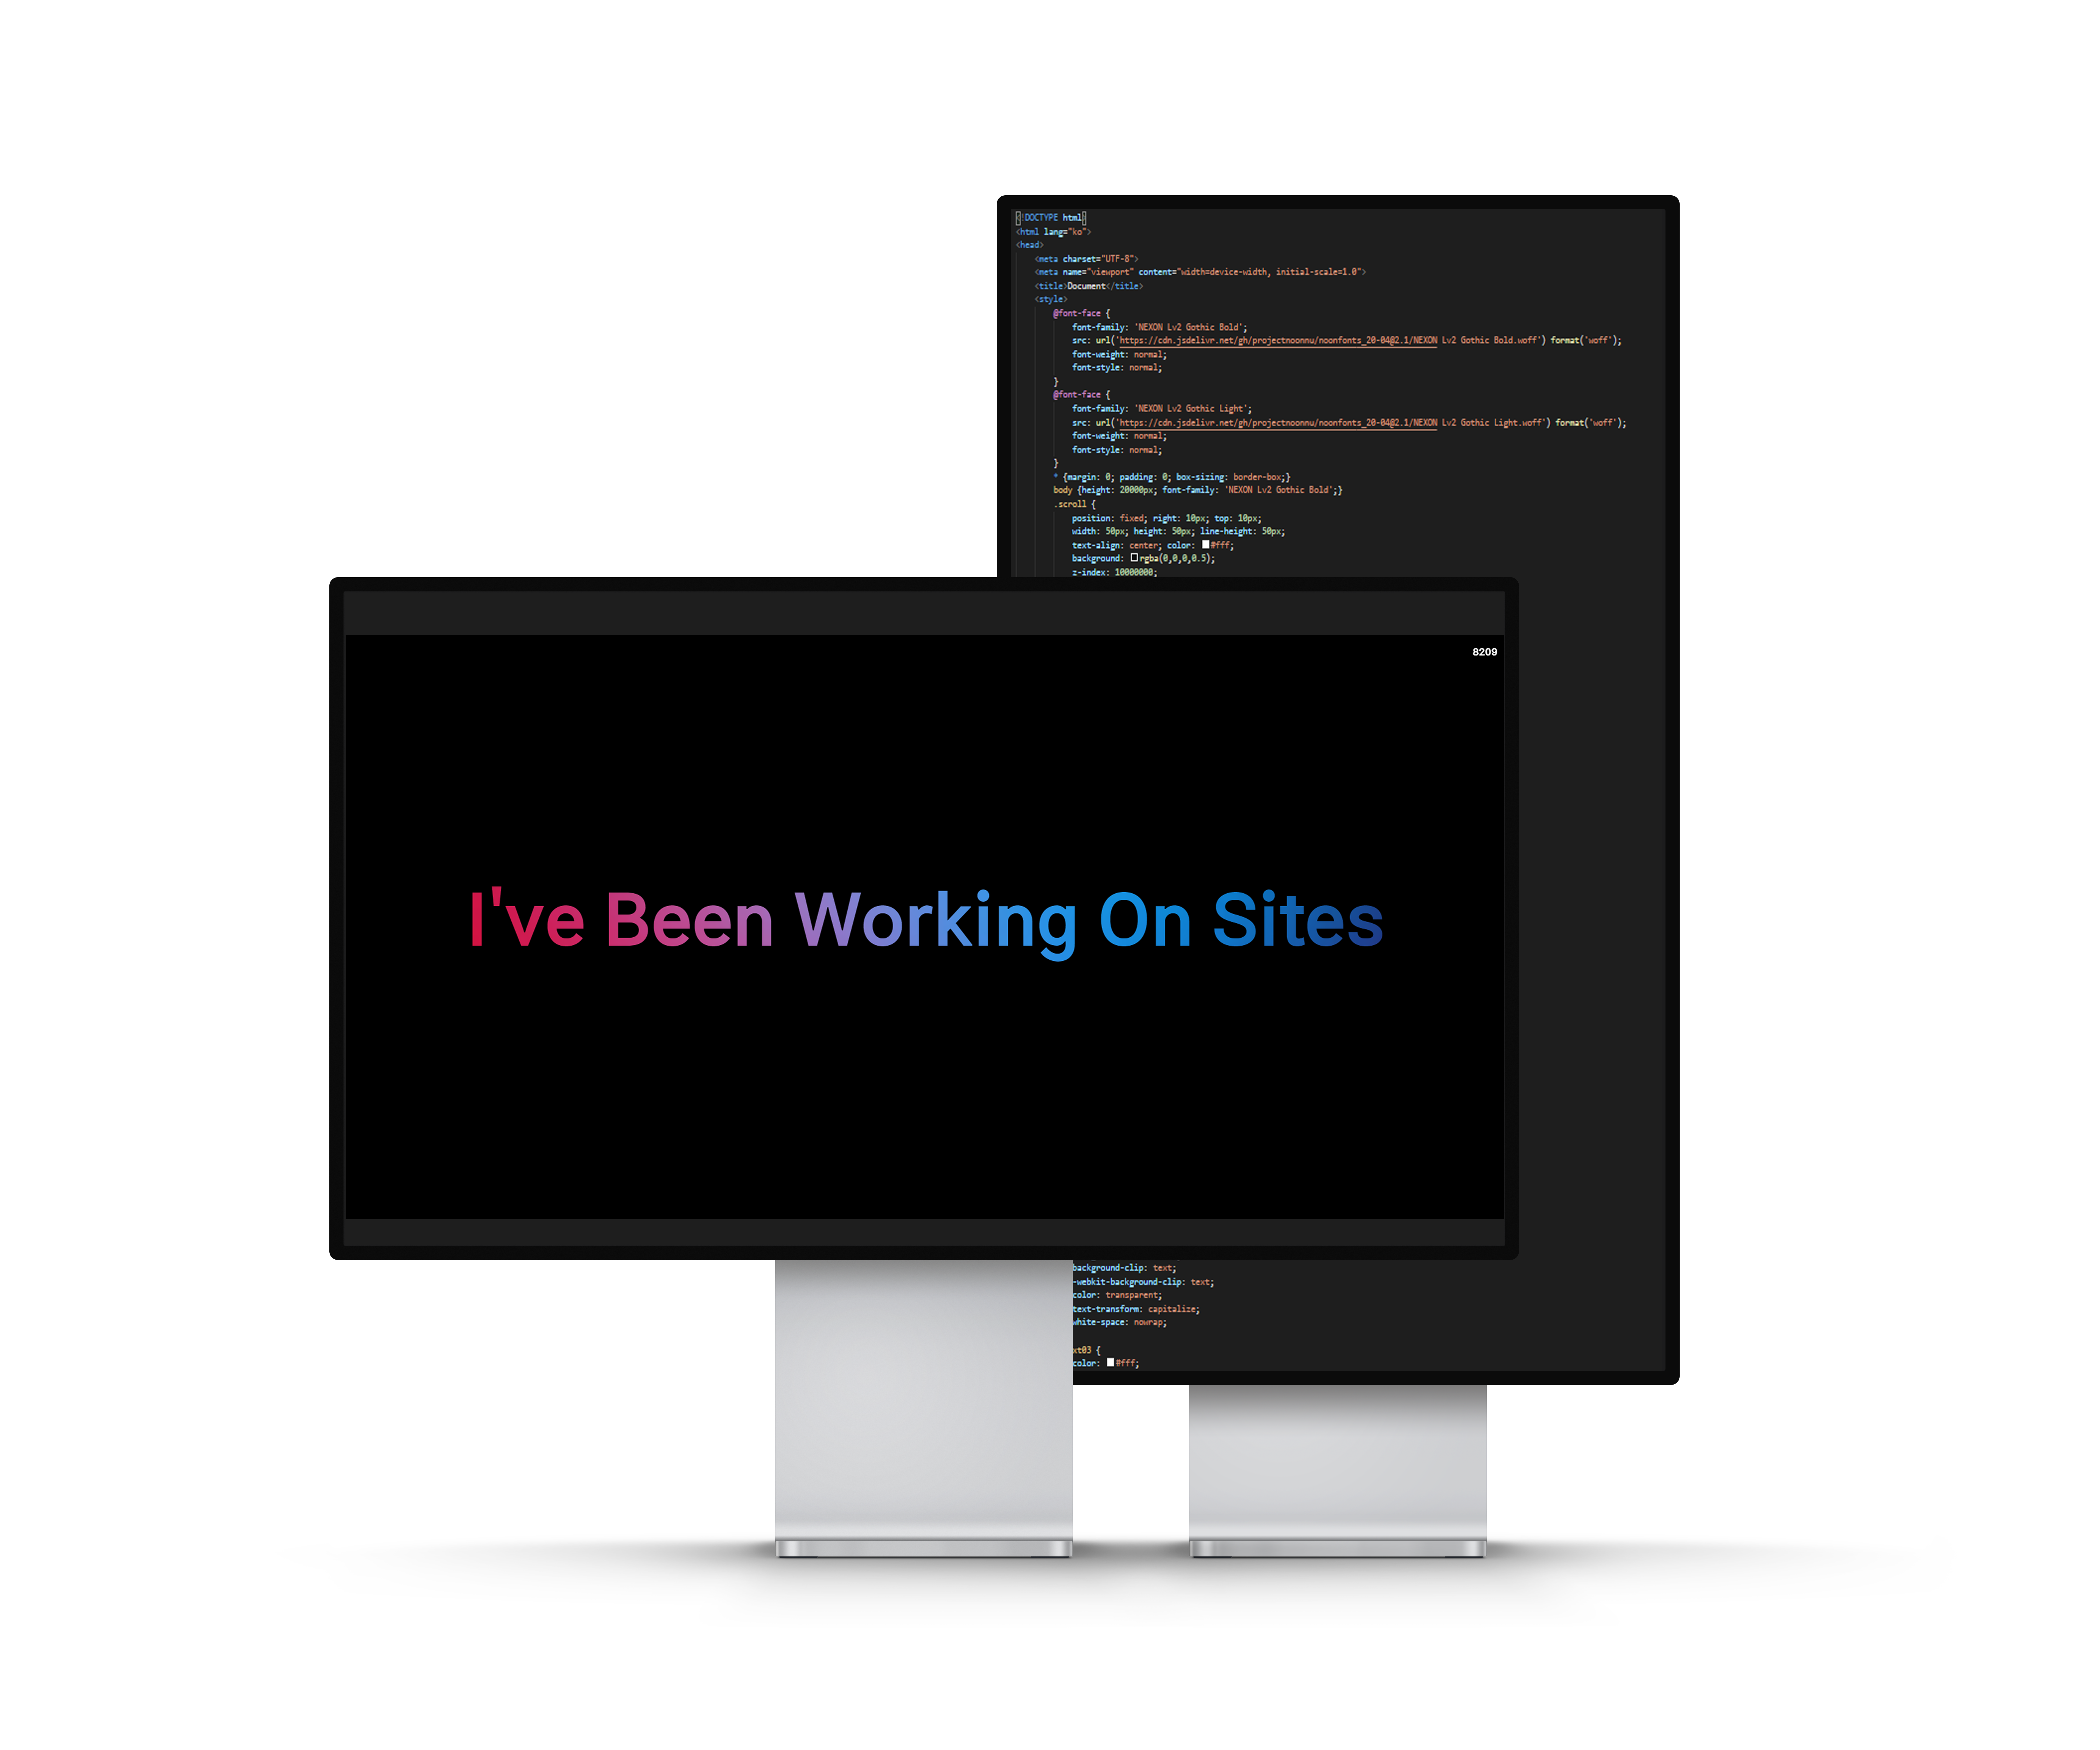 <!DOCTYPE html>
<html lang="ko">
<head>
<meta charset="UTF-8">
<meta name="viewport" content="width=device-width, initial-scale=1.0">
<title>Document</title>
<style>
@font-face {
font-family: 'NEXON Lv2 Gothic Bold';
src: url('https://cdn.jsdelivr.net/gh/projectnoonnu/noonfonts_20-04@2.1/NEXON Lv2 Gothic Bold.woff') format('woff');
font-weight: normal;
font-style: normal;
}
@font-face {
font-family: 'NEXON Lv2 Gothic Light';
src: url('https://cdn.jsdelivr.net/gh/projectnoonnu/noonfonts_20-04@2.1/NEXON Lv2 Gothic Light.woff') format('woff');
font-weight: normal;
font-style: normal;
}
* {margin: 0; padding: 0; box-sizing: border-box;}
body {height: 20000px; font-family: 'NEXON Lv2 Gothic Bold';}
.scroll {
position: fixed; right: 10px; top: 10px;
width: 50px; height: 50px; line-height: 50px;
text-align: center; color: #fff;
background: rgba(0,0,0,0.5);
z-index: 10000000;
8209
I've Been Working On Sites
background-clip: text;
-webkit-background-clip: text;
color: transparent;
text-transform: capitalize;
white-space: nowrap;
xt03 {
color: #fff;